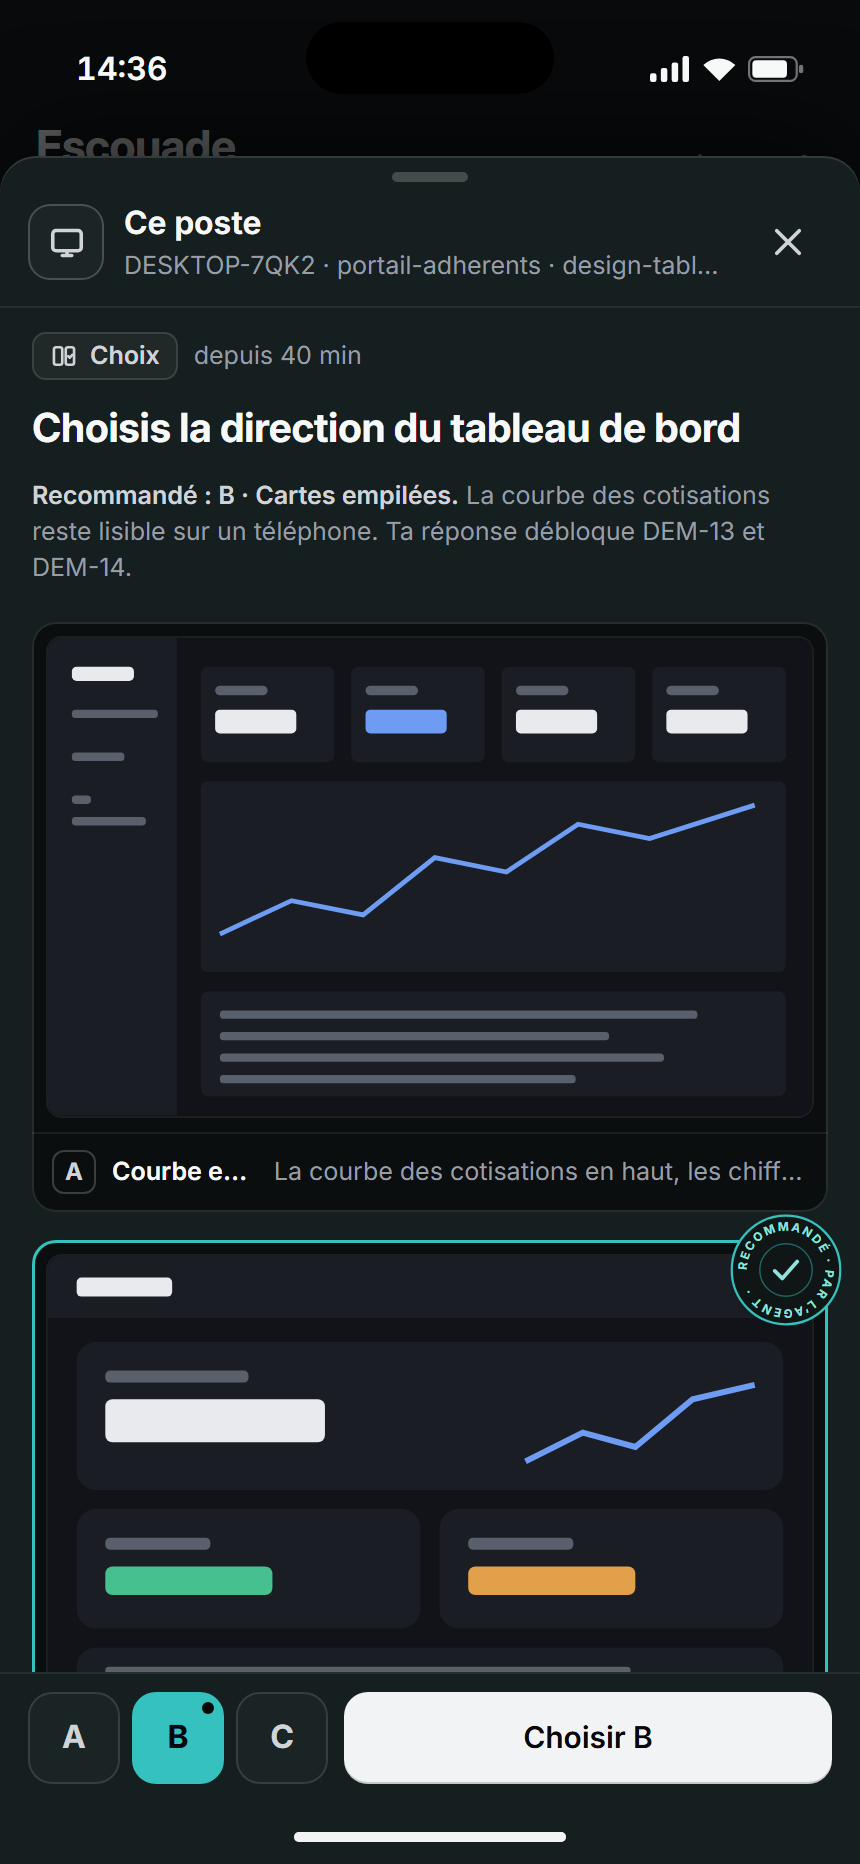 14:36
Escouade
Ce poste
DESKTOP-7QK2 · portail-adherents · design-tabl...
Choix depuis 40 min
Choisis la direction du tableau de bord
Recommandé : B · Cartes empilées. La courbe des cotisations
reste lisible sur un téléphone. Ta réponse débloque DEM-13 et
DEM-14.
A Courbe e... La courbe des cotisations en haut, les chiff...
RECOMMANDÉ · PAR L'AGENT ·
A B C Choisir B